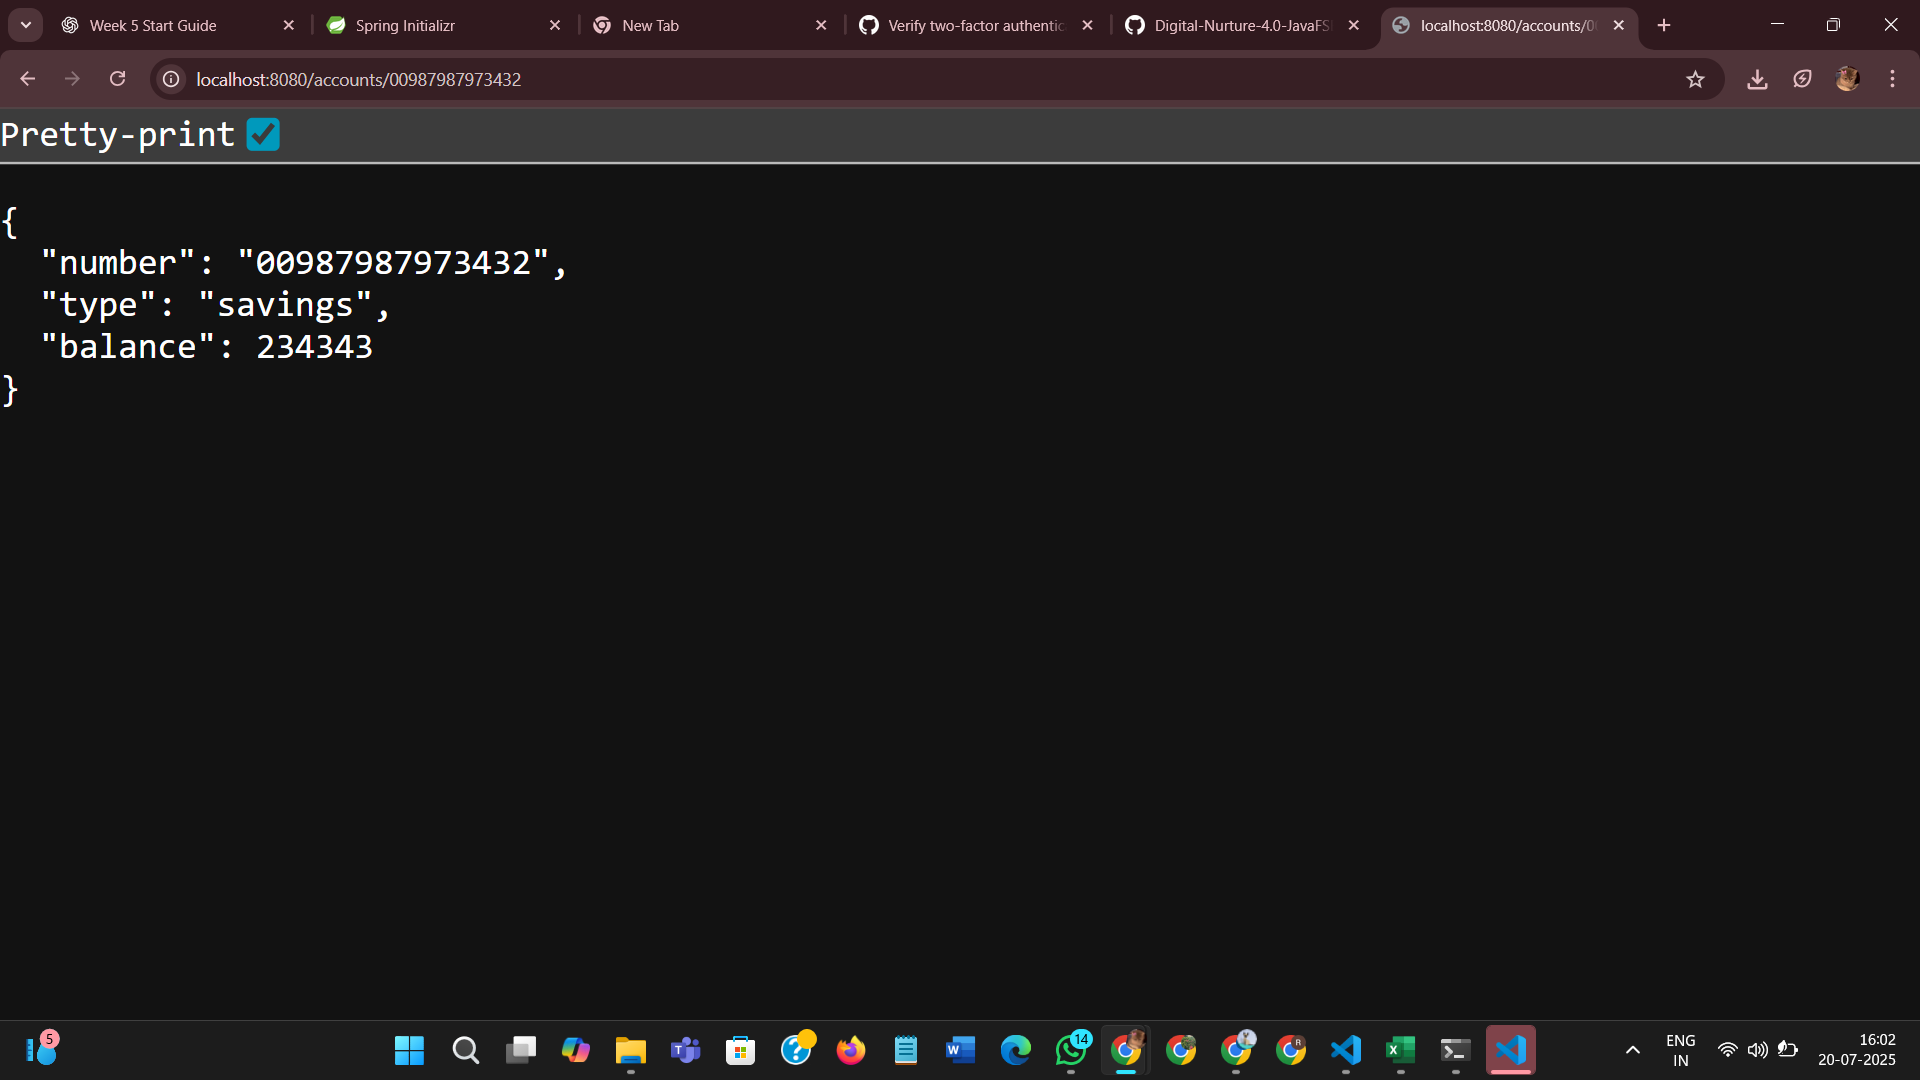 Week 5 Start Guide
Spring Initializr
New Tab
Verify two-factor authentic
Digital-Nurture-4.0-JavaFS
localhost:8080/accounts/0
localhost:8080/accounts/00987987973432
Pretty-print
{
"number": "00987987973432",
"type": "savings",
"balance": 234343
}
5
14
R
ENG
IN
16:02
20-07-2025